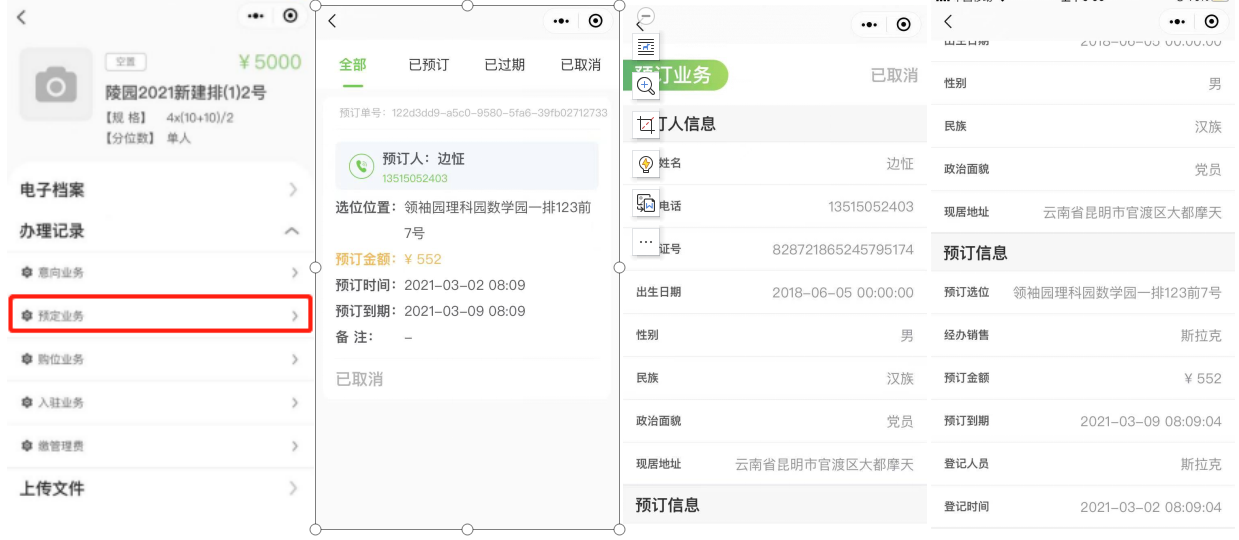 空置
¥ 5000
陵园2021新建排(1)2号
【规 格】 4x(10+10)/2
【分位数】 单人
电子档案
办理记录
意向业务
预定业务
购位业务
入驻业务
缴管理费
上传文件
全部 已预订 已过期 已取消
预订单号：122d3dd9-a5c0-9580-5fa6-39fb02712733
预订人：边怔
13515052403
选位位置：领袖园理科园数学园一排123前
7号
预订金额：¥ 552
预订时间：2021-03-02 08:09
预订到期：2021-03-09 08:09
备 注： -
已取消
订业务 已取消
订人信息
姓名 边怔
电话 13515052403
证号 828721865245795174
出生日期 2018-06-05 00:00:00
性别 男
民族 汉族
政治面貌 党员
现居地址 云南省昆明市官渡区大都摩天
预订信息
出生日期 2018-06-05 00:00:00
性别 男
民族 汉族
政治面貌 党员
现居地址 云南省昆明市官渡区大都摩天
预订信息
预订选位 领袖园理科园数学园一排123前7号
经办销售 斯拉克
预订金额 ¥ 552
预订到期 2021-03-09 08:09:04
登记人员 斯拉克
登记时间 2021-03-02 08:09:04